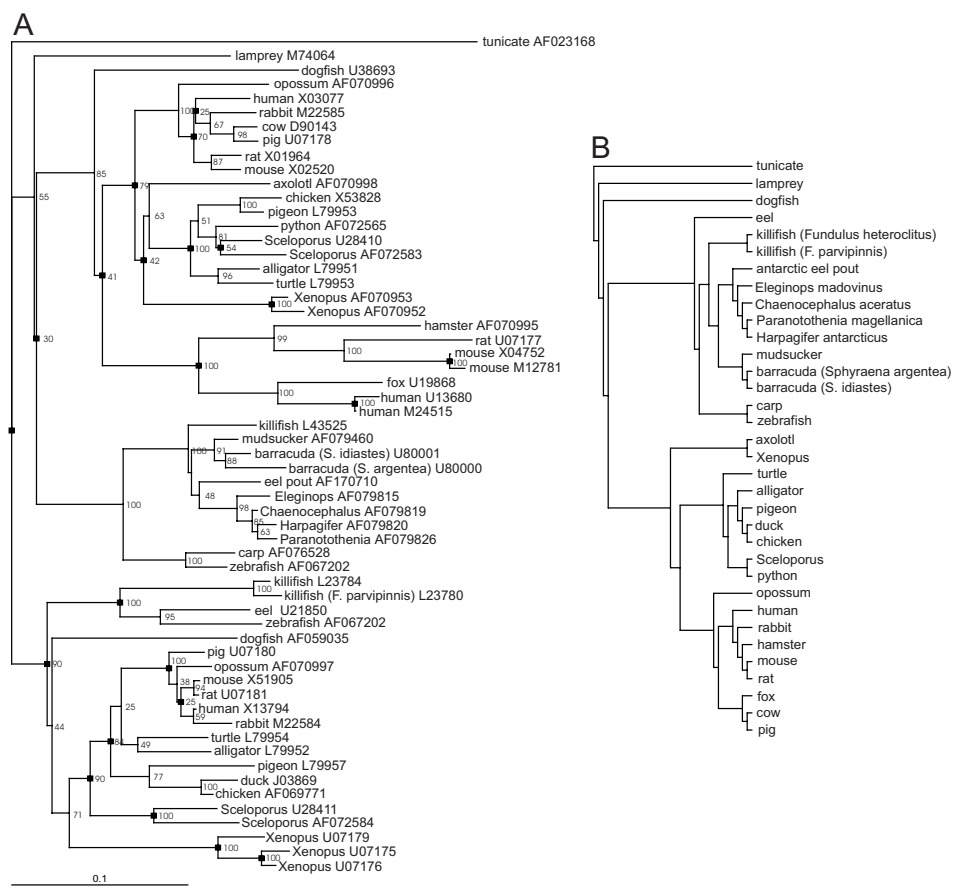 A
tunicate AF023168
lamprey M74064
dogfish U38693
opossum AF070996
human X03077
100
25
rabbit M22585
67
cow D90143
98
70
pig U07178
rat X01964
87
mouse X02520
85
79
axolotl AF070998
chicken X53828
100
pigeon L79953
55
63
51
python AF072565
81
Sceloporus U28410
100
54
Sceloporus AF072583
42
alligator L79951
96
turtle L79953
41
Xenopus AF070953
100
Xenopus AF070952
hamster AF070995
30
99
rat U07177
100
mouse X04752
100
100
mouse M12781
fox U19868
100
human U13680
100
human M24515
killifish L43525
mudsucker AF079460
100
91
barracuda (S. idiastes) U80001
88
barracuda (S. argentea) U80000
eel pout AF170710
48
Eleginops AF079815
100
98
Chaenocephalus AF079819
85
Harpagifer AF079820
63
Paranotothenia AF079826
carp AF076528
100
zebrafish AF067202
killifish L23784
100
killifish (F. parvipinnis) L23780
100
eel U21850
95
zebrafish AF067202
dogfish AF059035
pig U07180
90
100
opossum AF070997
38
mouse X51905
94
rat U07181
25
25
human X13794
59
rabbit M22584
44
turtle L79954
84
49
alligator L79952
pigeon L79957
90
77
duck J03869
100
chicken AF069771
Sceloporus U28411
71
100
Sceloporus AF072584
Xenopus U07179
100
Xenopus U07175
100
Xenopus U07176
0.1
B
tunicate
lamprey
dogfish
eel
killifish (Fundulus heteroclitus)
killifish (F. parvipinnis)
antarctic eel pout
Eleginops madovinus
Chaenocephalus aceratus
Paranotothenia magellanica
Harpagifer antarcticus
mudsucker
barracuda (Sphyraena argentea)
barracuda (S. idiastes)
carp
zebrafish
axolotl
Xenopus
turtle
alligator
pigeon
duck
chicken
Sceloporus
python
opossum
human
rabbit
hamster
mouse
rat
fox
cow
pig